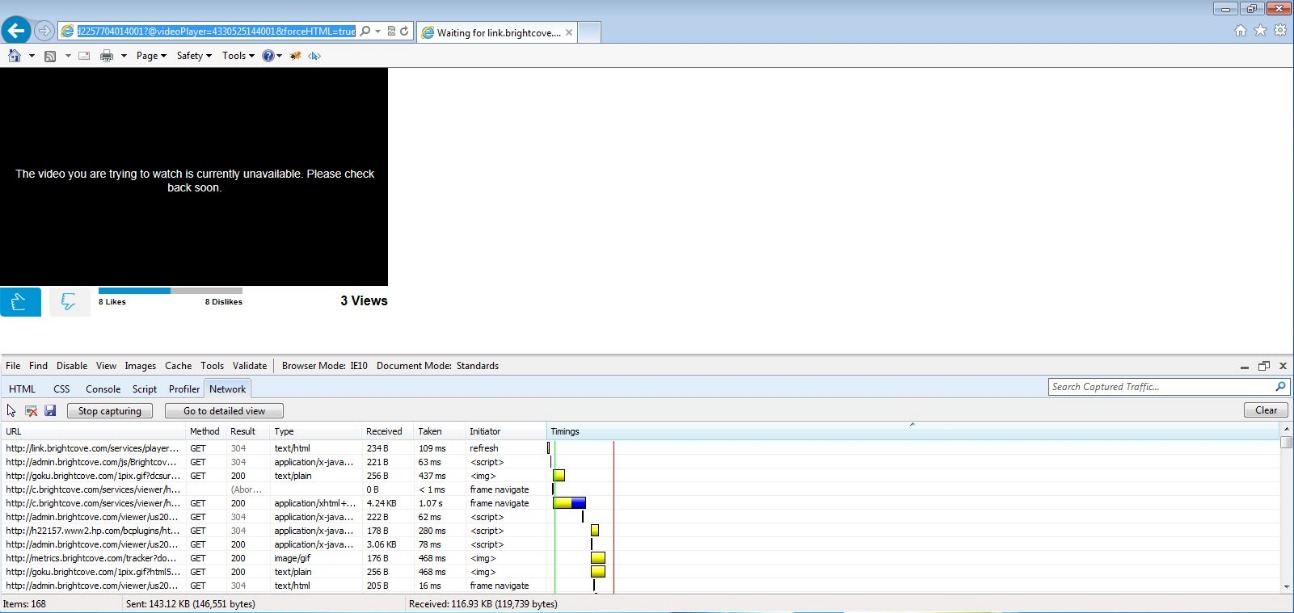 d2257704014001?@videoPlayer=4330525144001&forceHTML=true
Waiting for link.brightcove....
Page Safety Tools
The video you are trying to watch is currently unavailable. Please check
back soon.
8 Likes 8 Dislikes 3 Views
File Find Disable View Images Cache Tools Validate Browser Mode: IE10 Document Mode: Standards
HTML CSS Console Script Profiler Network
Search Captured Traffic...
Stop capturing Go to detailed view Clear
URL Method Result Type Received Taken Initiator Timings
http://link.brightcove.com/services/player... GET 304 text/html 234 B 109 ms refresh
http://admin.brightcove.com/js/Brightcov... GET 304 application/x-java... 221 B 63 ms <script>
http://goku.brightcove.com/1pix.gif?dcsur... GET 200 text/plain 256 B 437 ms <img>
http://c.brightcove.com/services/viewer/h... GET (Abor... 0 B < 1 ms frame navigate
http://c.brightcove.com/services/viewer/h... GET 200 application/xhtml+... 4.24 KB 1.07 s frame navigate
http://admin.brightcove.com/viewer/us20... GET 304 application/x-java... 222 B 62 ms <script>
http://h22157.www2.hp.com/bcplugins/ht... GET 304 application/x-java... 178 B 280 ms <script>
http://admin.brightcove.com/viewer/us20... GET 200 application/x-java... 3.06 KB 78 ms <script>
http://metrics.brightcove.com/tracker?do... GET 200 image/gif 176 B 468 ms <img>
http://goku.brightcove.com/1pix.gif?html5... GET 200 text/plain 256 B 468 ms <img>
http://admin.brightcove.com/viewer/us20... GET 304 text/html 205 B 16 ms frame navigate
Items: 168 Sent: 143.12 KB (146,551 bytes) Received: 116.93 KB (119,739 bytes)